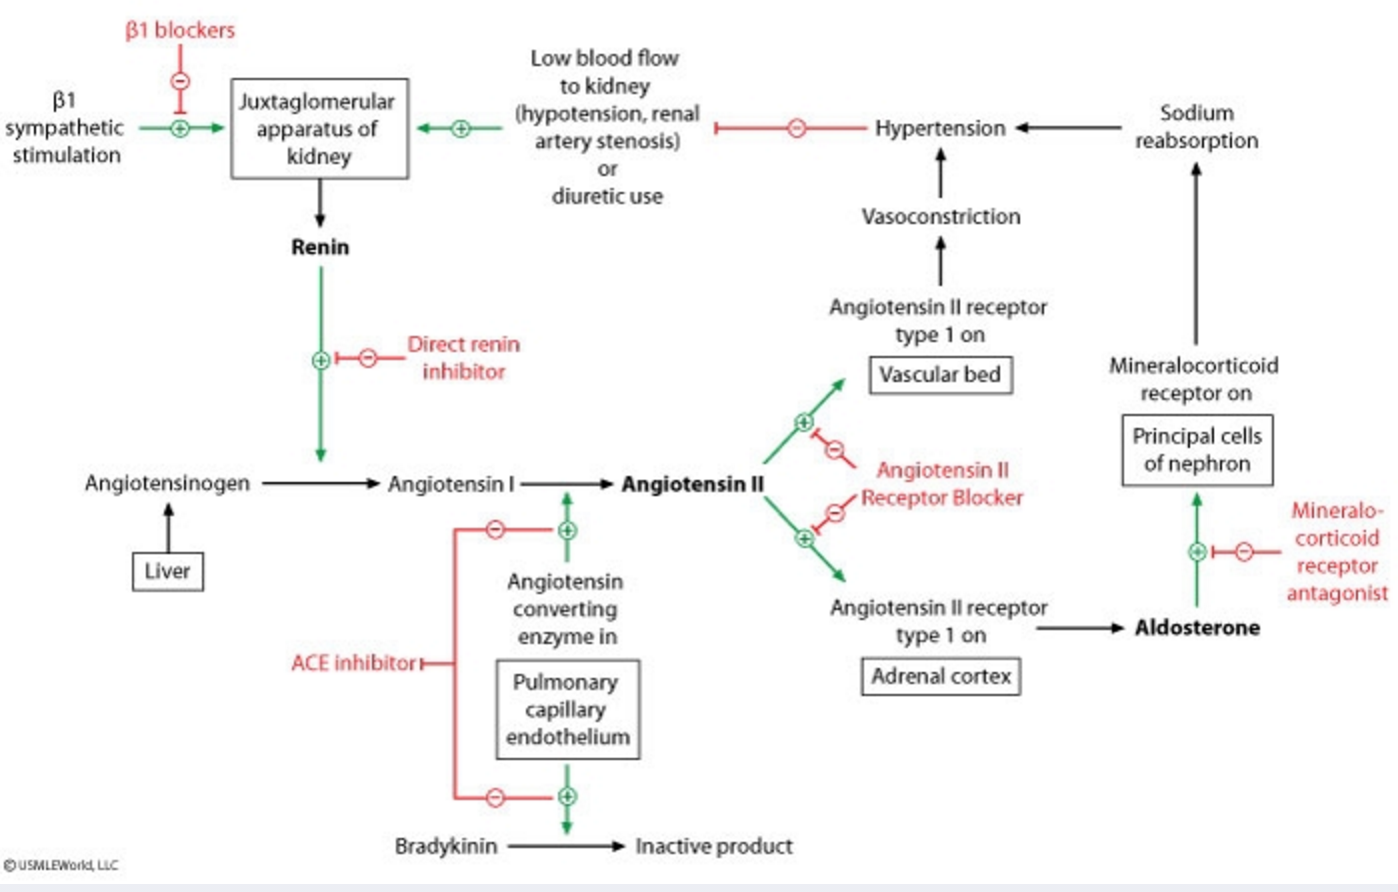 β1 blockers
β1
sympathetic
stimulation
Juxtaglomerular
apparatus of
kidney
Low blood flow
to kidney
(hypotension, renal
artery stenosis)
or
diuretic use
Hypertension
Sodium
reabsorption
Vasoconstriction
Renin
Direct renin
inhibitor
Angiotensin II receptor
type 1 on
Vascular bed
Mineralocorticoid
receptor on
Principal cells
of nephron
Angiotensinogen
Angiotensin I
Angiotensin II
Angiotensin II
Receptor Blocker
Mineralo-
corticoid
receptor
antagonist
Liver
Angiotensin
converting
enzyme in
Pulmonary
capillary
endothelium
ACE inhibitor
Angiotensin II receptor
type 1 on
Adrenal cortex
Aldosterone
Bradykinin
Inactive product
© USMLEWorld, LLC